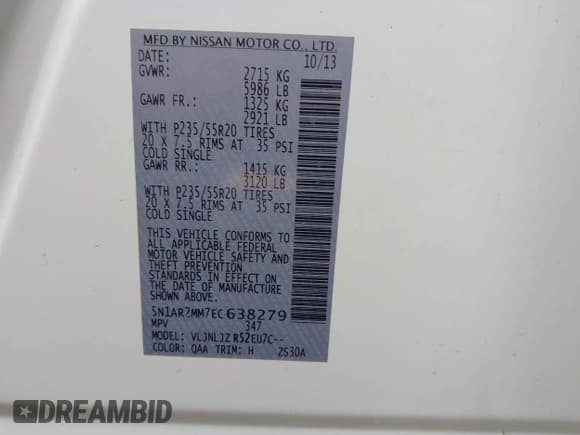 MFD BY NISSAN MOTOR CO., LTD.
DATE: 10/13
GVWR: 2715 KG
5986 LB
GAWR FR.: 1325 KG
2921 LB
WITH P235/55R20 TIRES
20 X 7.5 RIMS AT 35 PSI
COLD SINGLE
GAWR RR.: 1415 KG
3120 LB
WITH P235/55R20 TIRES
20 X 7.5 RIMS AT 35 PSI
COLD SINGLE
THIS VEHICLE CONFORMS TO
ALL APPLICABLE FEDERAL
MOTOR VEHICLE SAFETY AND
THEFT PREVENTION
STANDARDS IN EFFECT ON
THE DATE OF MANUFACTURE
5N1AR2MM7EC638279
MPV 347
MODEL: VLJNLJZ R52EU7C--
COLOR: QAA TRIM: H 2S30A
DREAMBID